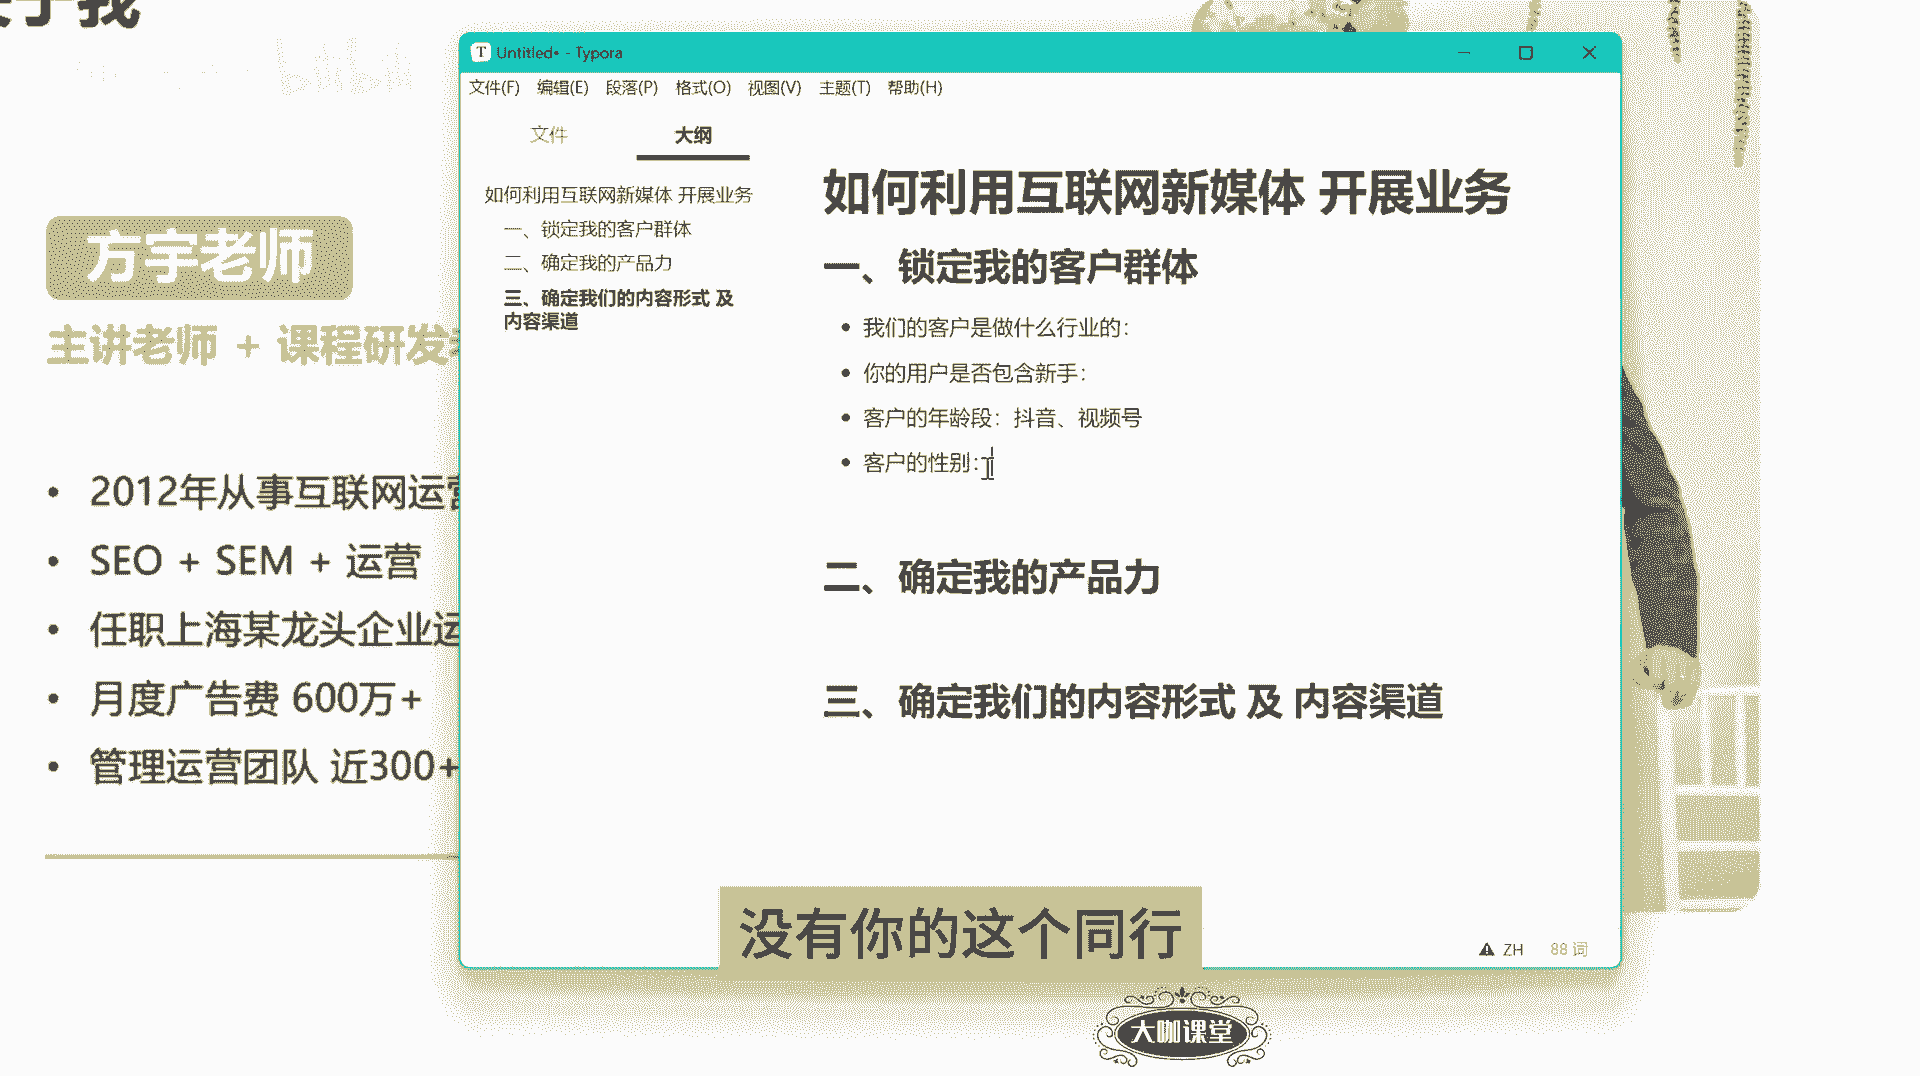 关于我
bilibili
方宇老师
主讲老师 + 课程研发
2012年从事互联网运营
SEO + SEM + 运营
任职上海某龙头企业运
月度广告费 600万+
管理运营团队 近300+
T Untitled• - Typora
文件(F) 编辑(E) 段落(P) 格式(O) 视图(V) 主题(T) 帮助(H)
文件 大纲
如何利用互联网新媒体 开展业务
一、锁定我的客户群体
二、确定我的产品力
三、确定我们的内容形式 及
内容渠道
如何利用互联网新媒体 开展业务
一、锁定我的客户群体
我们的客户是做什么行业的：
你的用户是否包含新手：
客户的年龄段：抖音、视频号
客户的性别：
二、确定我的产品力
三、确定我们的内容形式 及 内容渠道
ZH 88 词
没有你的这个同行
大咖课堂